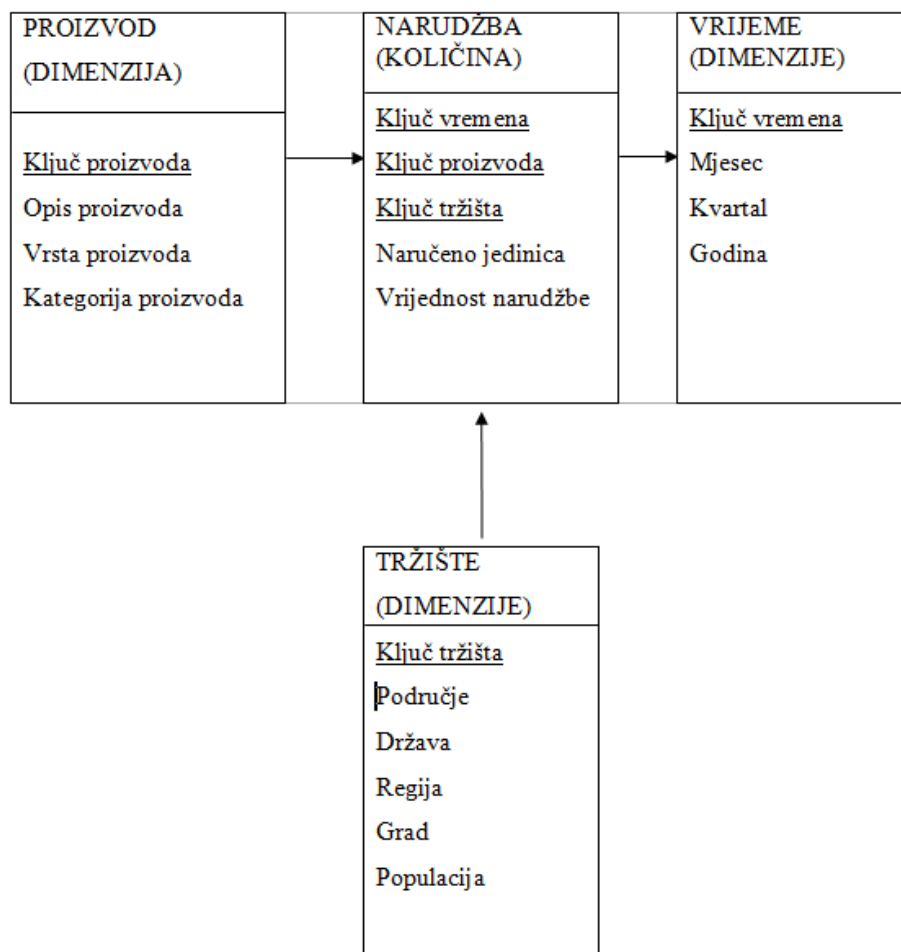 PROIZVOD
(DIMENZIJA)
Ključ proizvoda
Opis proizvoda
Vrsta proizvoda
Kategorija proizvoda
NARUDŽBA
(KOLIČINA)
Ključ vremena
Ključ proizvoda
Ključ tržišta
Naručeno jedinica
Vrijednost narudžbe
VRIJEME
(DIMENZIJE)
Ključ vremena
Mjesec
Kvartal
Godina
TRŽIŠTE
(DIMENZIJE)
Ključ tržišta
Područje
Država
Regija
Grad
Populacija